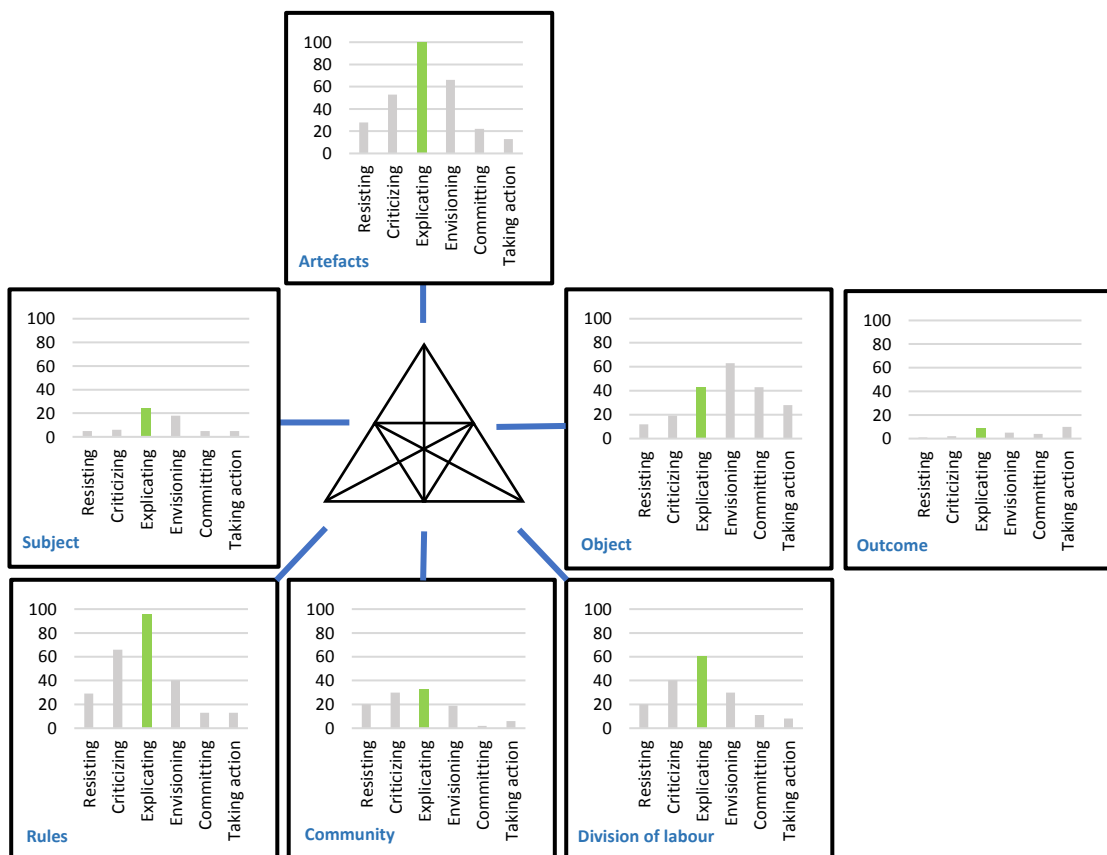 100
80
60
40
20
0
Resisting
Criticizing
Explicating
Envisioning
Committing
Taking action
Artefacts
100
80
60
40
20
0
Resisting
Criticizing
Explicating
Envisioning
Committing
Taking action
Subject
100
80
60
40
20
0
Resisting
Criticizing
Explicating
Envisioning
Committing
Taking action
Object
100
80
60
40
20
0
Resisting
Criticizing
Explicating
Envisioning
Committing
Taking action
Outcome
100
80
60
40
20
0
Resisting
Criticizing
Explicating
Envisioning
Committing
Taking action
Rules
100
80
60
40
20
0
Resisting
Criticizing
Explicating
Envisioning
Committing
Taking action
Community
100
80
60
40
20
0
Resisting
Criticizing
Explicating
Envisioning
Committing
Taking action
Division of labour